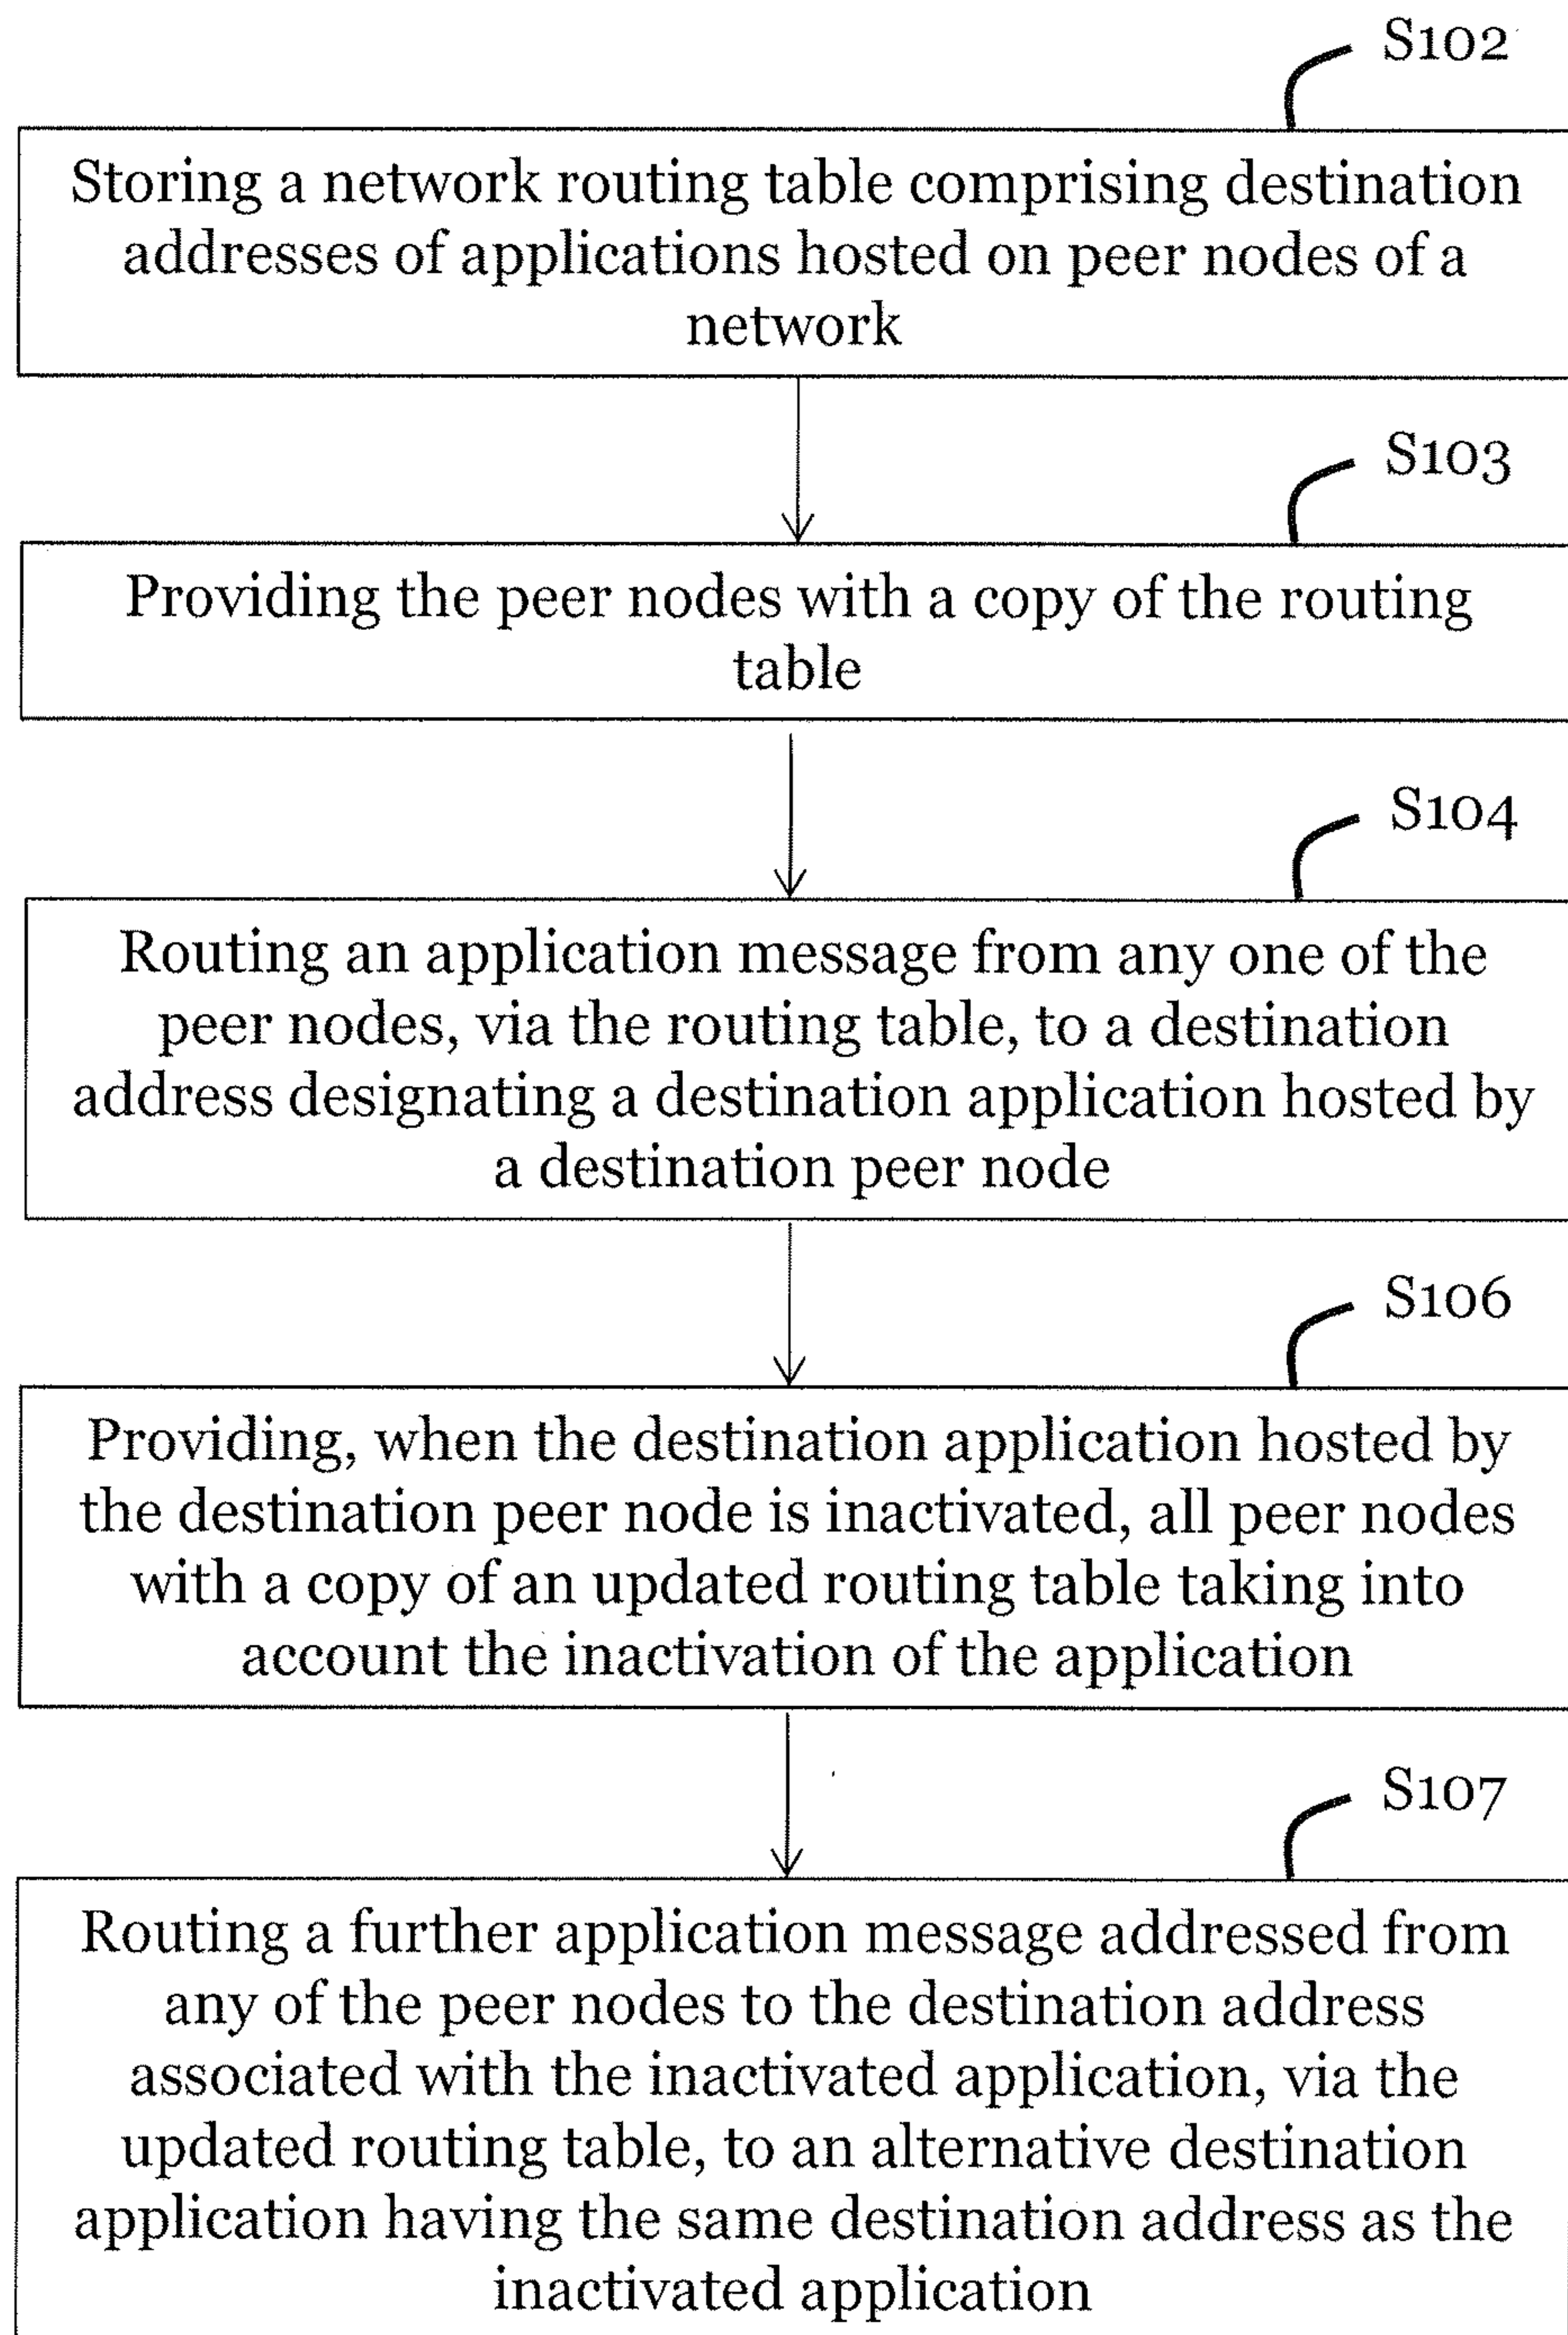 S102
Storing a network routing table comprising destination
addresses of applications hosted on peer nodes of a
network
S103
Providing the peer nodes with a copy of the routing
table
S104
Routing an application message from any one of the
peer nodes, via the routing table, to a destination
address designating a destination application hosted by
a destination peer node
S106
Providing, when the destination application hosted by
the destination peer node is inactivated, all peer nodes
with a copy of an updated routing table taking into
account the inactivation of the application
S107
Routing a further application message addressed from
any of the peer nodes to the destination address
associated with the inactivated application, via the
updated routing table, to an alternative destination
application having the same destination address as the
inactivated application